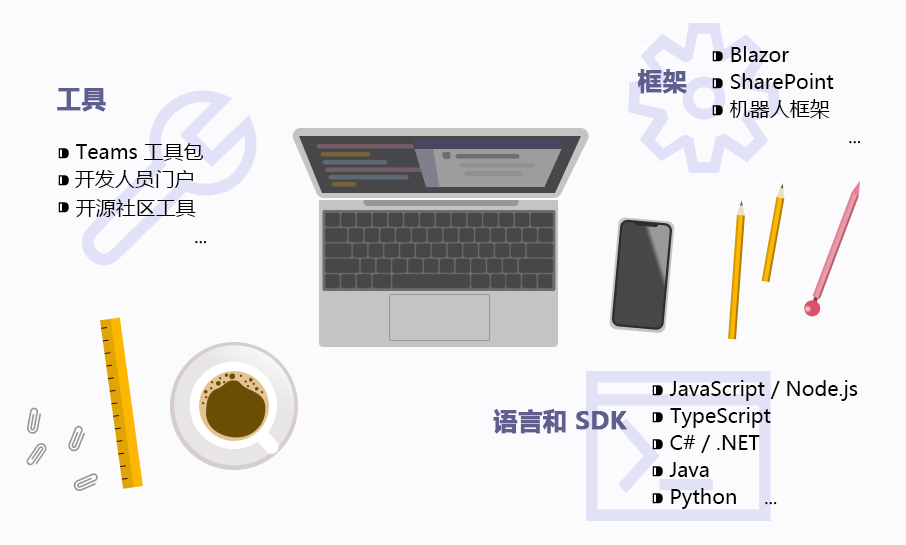 工具
Teams 工具包
开发人员门户
开源社区工具
...
框架
Blazor
SharePoint
机器人框架
...
语言和 SDK
JavaScript / Node.js
TypeScript
C# / .NET
Java
Python ...